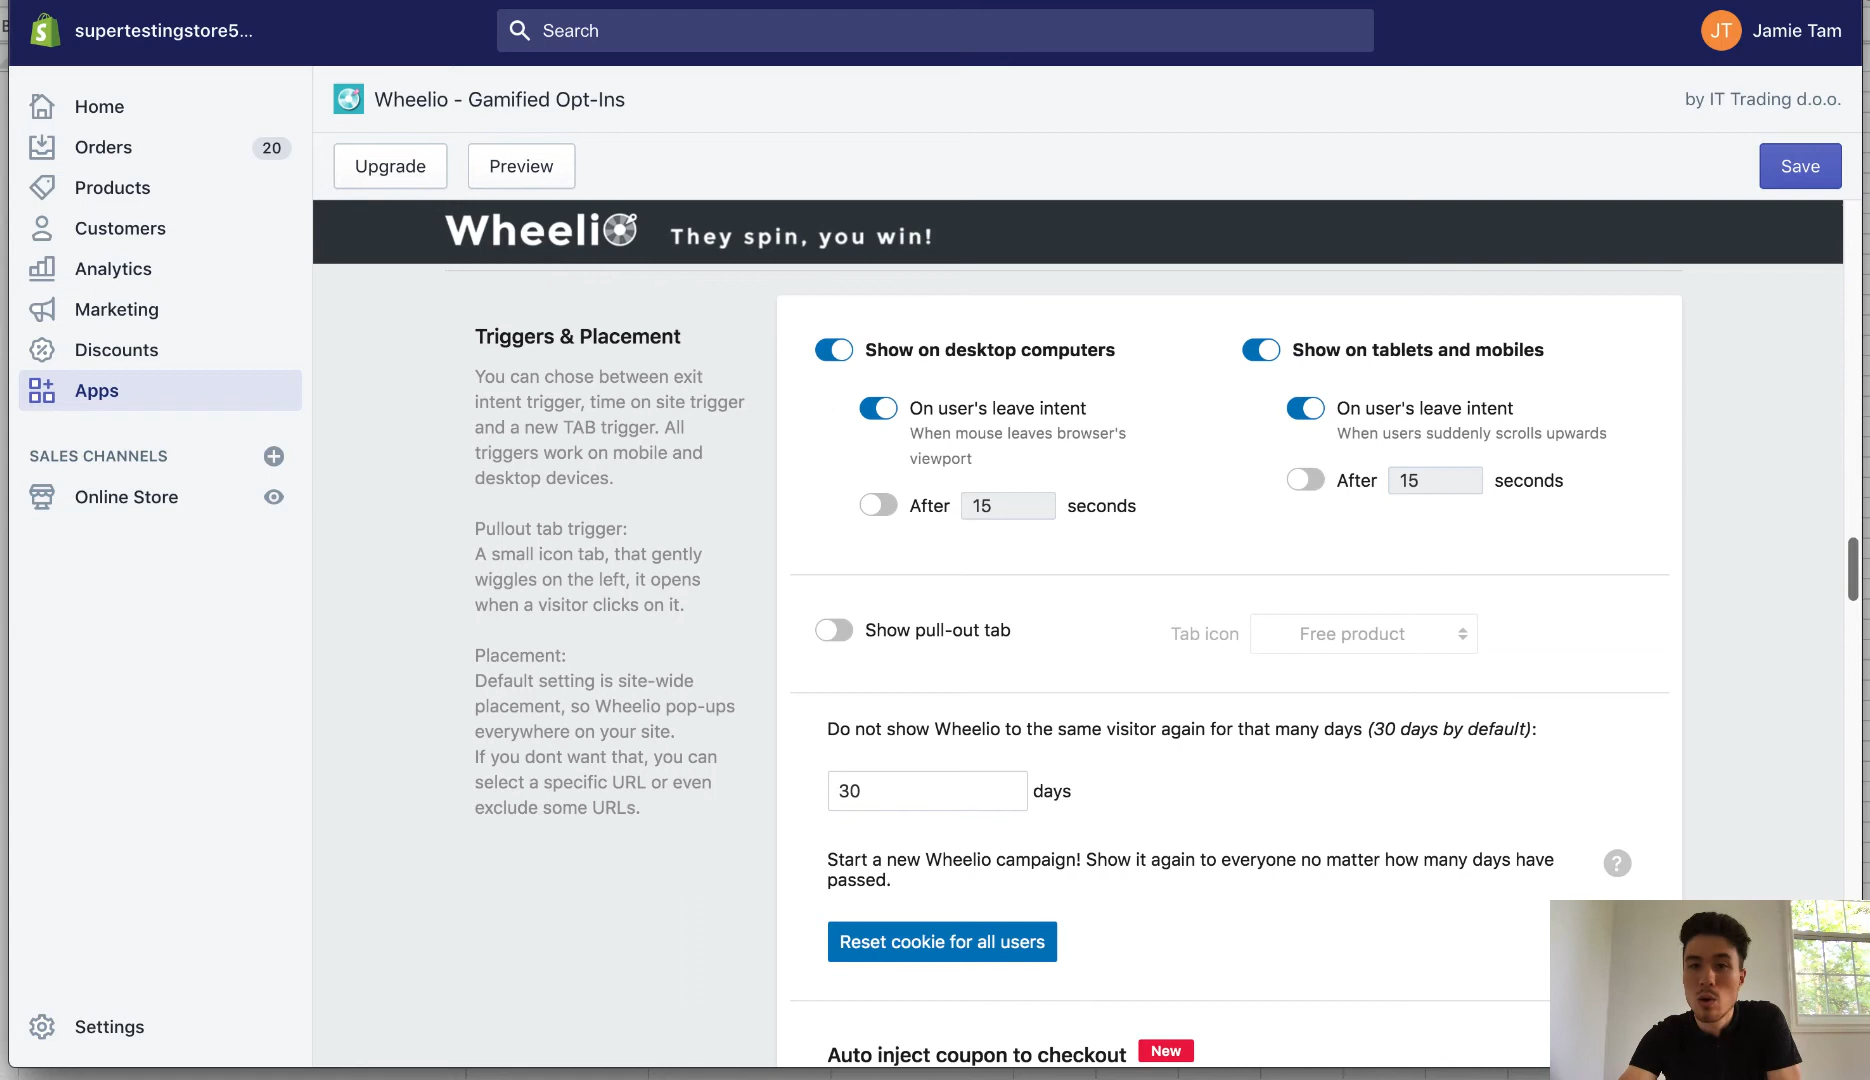 supertestingstore5...
Search
JT
Jamie Tam
Home
Orders
20
Products
Customers
Analytics
Marketing
Discounts
Apps
SALES CHANNELS
Online Store
Settings
Wheelio - Gamified Opt-Ins
by IT Trading d.o.o.
Upgrade
Preview
Save
Wheelio
They spin, you win!
Triggers & Placement
You can chose between exit
intent trigger, time on site trigger
and a new TAB trigger. All
triggers work on mobile and
desktop devices.
Pullout tab trigger:
A small icon tab, that gently
wiggles on the left, it opens
when a visitor clicks on it.
Placement:
Default setting is site-wide
placement, so Wheelio pop-ups
everywhere on your site.
If you dont want that, you can
select a specific URL or even
exclude some URLs.
Show on desktop computers
On user's leave intent
When mouse leaves browser's
viewport
After 15 seconds
Show on tablets and mobiles
On user's leave intent
When users suddenly scrolls upwards
After 15 seconds
Show pull-out tab
Tab icon
Free product
Do not show Wheelio to the same visitor again for that many days (30 days by default):
30 days
Start a new Wheelio campaign! Show it again to everyone no matter how many days have
passed.
?
Reset cookie for all users
Auto inject coupon to checkout
New